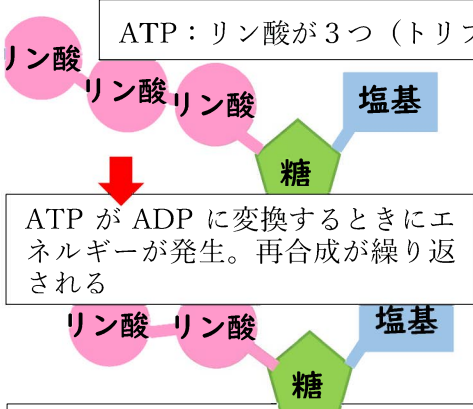 ATP：リン酸が３つ（トリ
リン酸
リン酸
リン酸
塩基
糖
ATP が ADP に変換するときにエ
ネルギーが発生。再合成が繰り返
される
リン酸
リン酸
塩基
糖